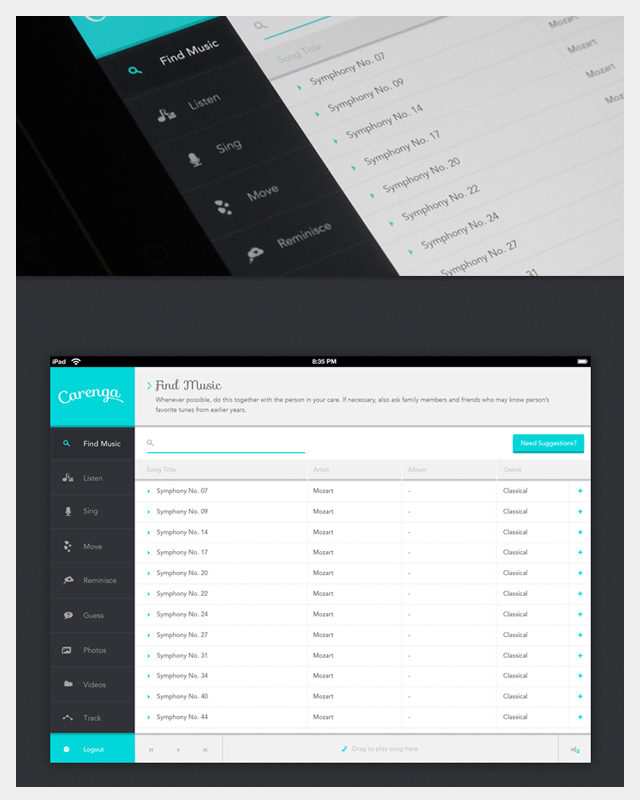 Find Music
Listen
Sing
Move
Reminisce
Song Title
Symphony No. 07
Symphony No. 09
Symphony No. 14
Symphony No. 17
Symphony No. 20
Symphony No. 22
Symphony No. 24
Symphony No. 27
31
Mozart
Mozart
Mozart
iPad 8:35 PM
Carenga
Find Music
Whenever possible, do this together with the person in your care. If necessary, also ask family members and friends who may know person's
favorite tunes from earlier years.
Find Music
Listen
Sing
Move
Reminisce
Guess
Photos
Videos
Track
Logout
Need Suggestions?
Song Title Artist Album Genre
Symphony No. 07 Mozart - Classical +
Symphony No. 09 Mozart - Classical +
Symphony No. 14 Mozart - Classical +
Symphony No. 17 Mozart - Classical +
Symphony No. 20 Mozart - Classical +
Symphony No. 22 Mozart - Classical +
Symphony No. 24 Mozart - Classical +
Symphony No. 27 Mozart - Classical +
Symphony No. 31 Mozart - Classical +
Symphony No. 34 Mozart - Classical +
Symphony No. 40 Mozart - Classical +
Symphony No. 44 Mozart - Classical +
Drag to play song here